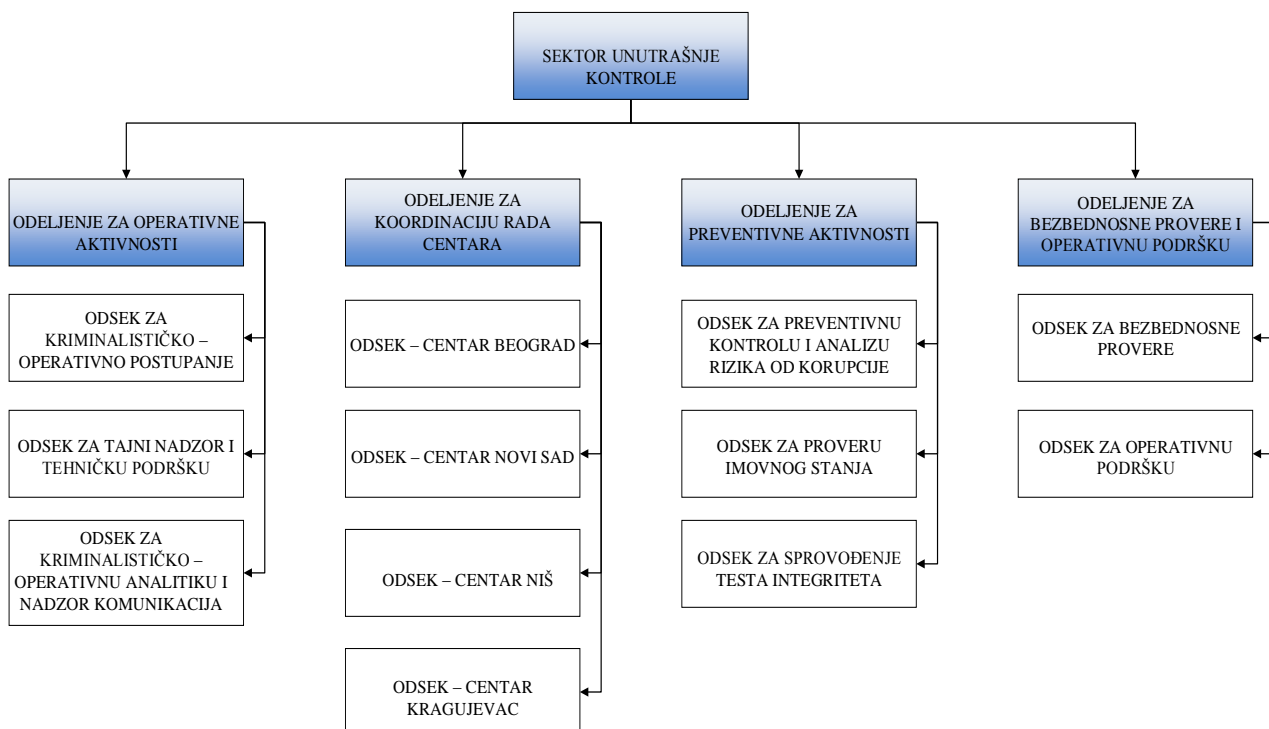 SEKTOR UNUTRAŠNJE
KONTROLE
ODELJENJE ZA OPERATIVNE
AKTIVNOSTI
ODSEK ZA
KRIMINALISTIČKO –
OPERATIVNO POSTUPANJE
ODSEK ZA TAJNI NADZOR I
TEHNIČKU PODRŠKU
ODSEK ZA
KRIMINALISTIČKO –
OPERATIVNU ANALITIKU I
NADZOR KOMUNIKACIJA
ODELJENJE ZA
KOORDINACIJU RADA
CENTARA
ODSEK – CENTAR BEOGRAD
ODSEK – CENTAR NOVI SAD
ODSEK – CENTAR NIŠ
ODSEK – CENTAR
KRAGUJEVAC
ODELJENJE ZA
PREVENTIVNE AKTIVNOSTI
ODSEK ZA PREVENTIVNU
KONTROLU I ANALIZU
RIZIKA OD KORUPCIJE
ODSEK ZA PROVERU
IMOVNOG STANJA
ODSEK ZA SPROVOĐENJE
TESTA INTEGRITETA
ODELJENJE ZA
BEZBEDNOSNE PROVERE I
OPERATIVNU PODRŠKU
ODSEK ZA BEZBEDNOSNE
PROVERE
ODSEK ZA OPERATIVNU
PODRŠKU